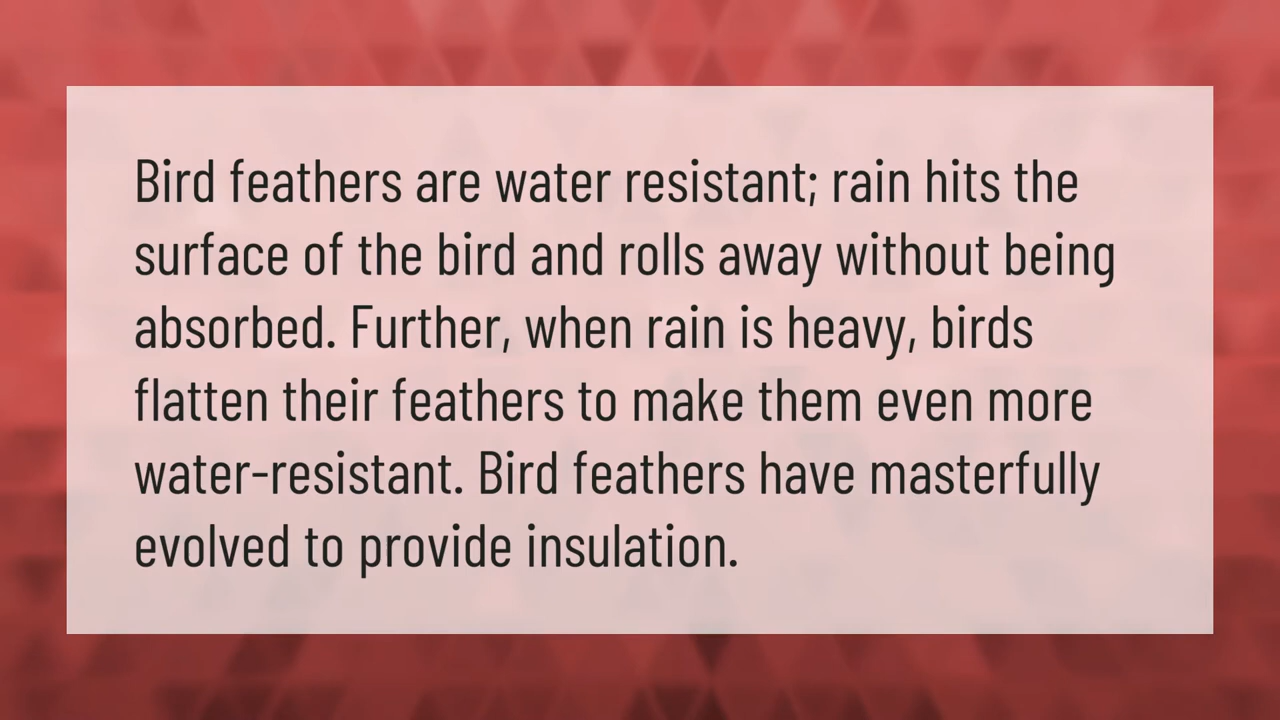 Bird feathers are water resistant; rain hits the
surface of the bird and rolls away without being
absorbed. Further, when rain is heavy, birds
flatten their feathers to make them even more
water-resistant. Bird feathers have masterfully
evolved to provide insulation.